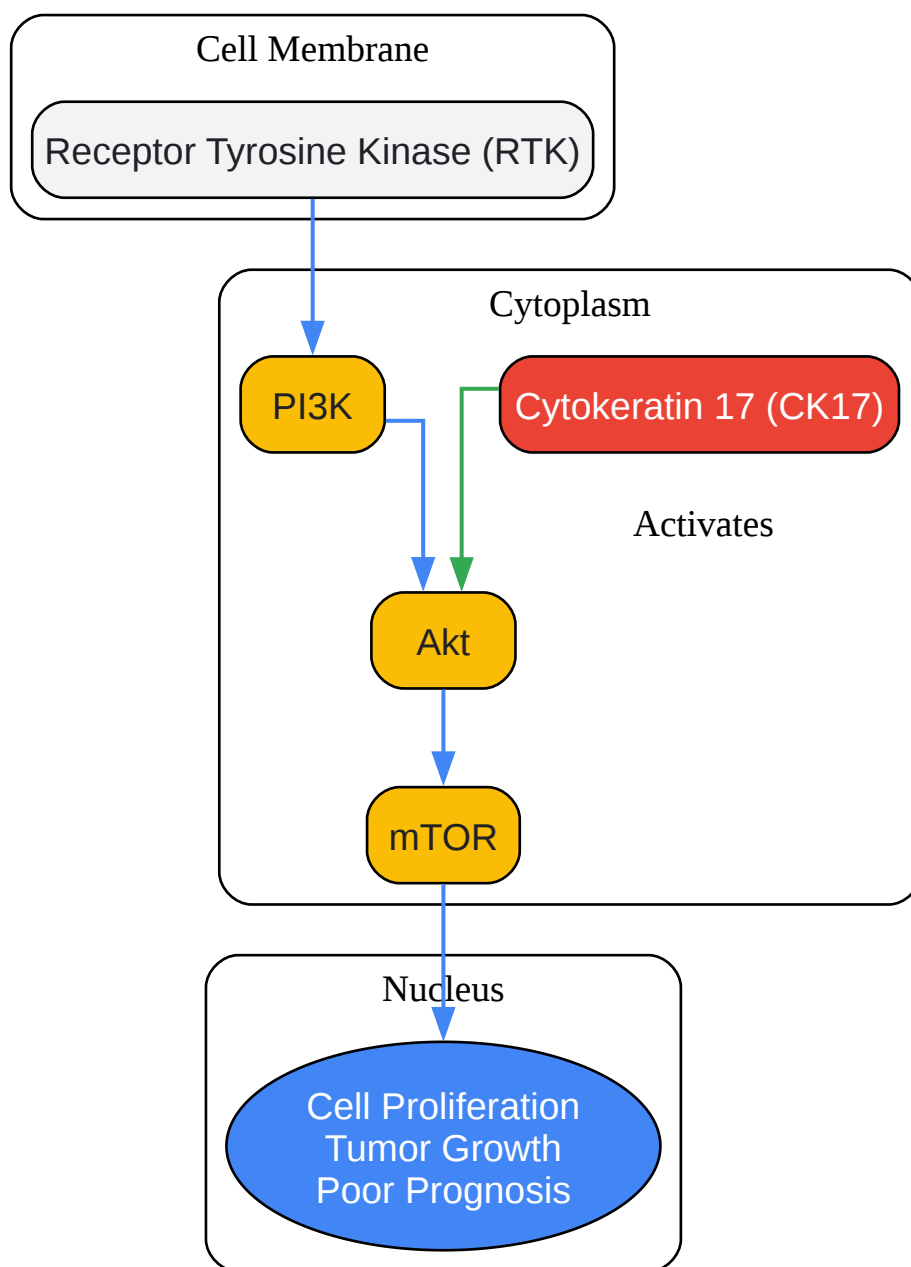 Cell Membrane
Receptor Tyrosine Kinase (RTK)
Cytoplasm
PI3K
Cytokeratin 17 (CK17)
Activates
Akt
mTOR
Nucleus
Cell Proliferation
Tumor Growth
Poor Prognosis